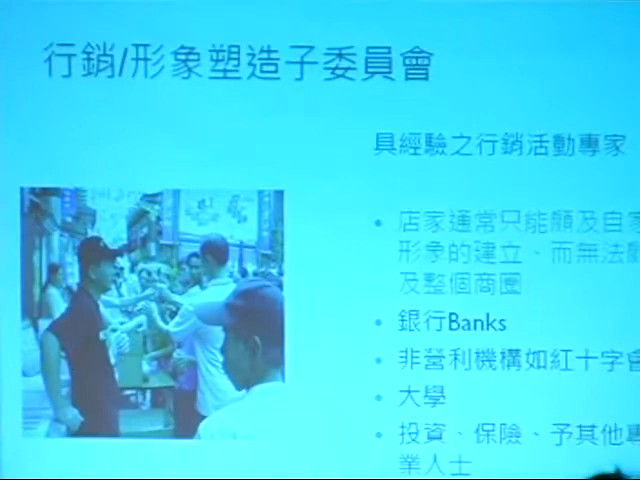 行銷/形象塑造子委員會
具經驗之行銷活動專家
• 店家通常只能顧及自家
形象的建立、而無法顧
及整個商圈
• 銀行Banks
• 非營利機構如紅十字會
• 大學
• 投資、保險、予其他專
業人士